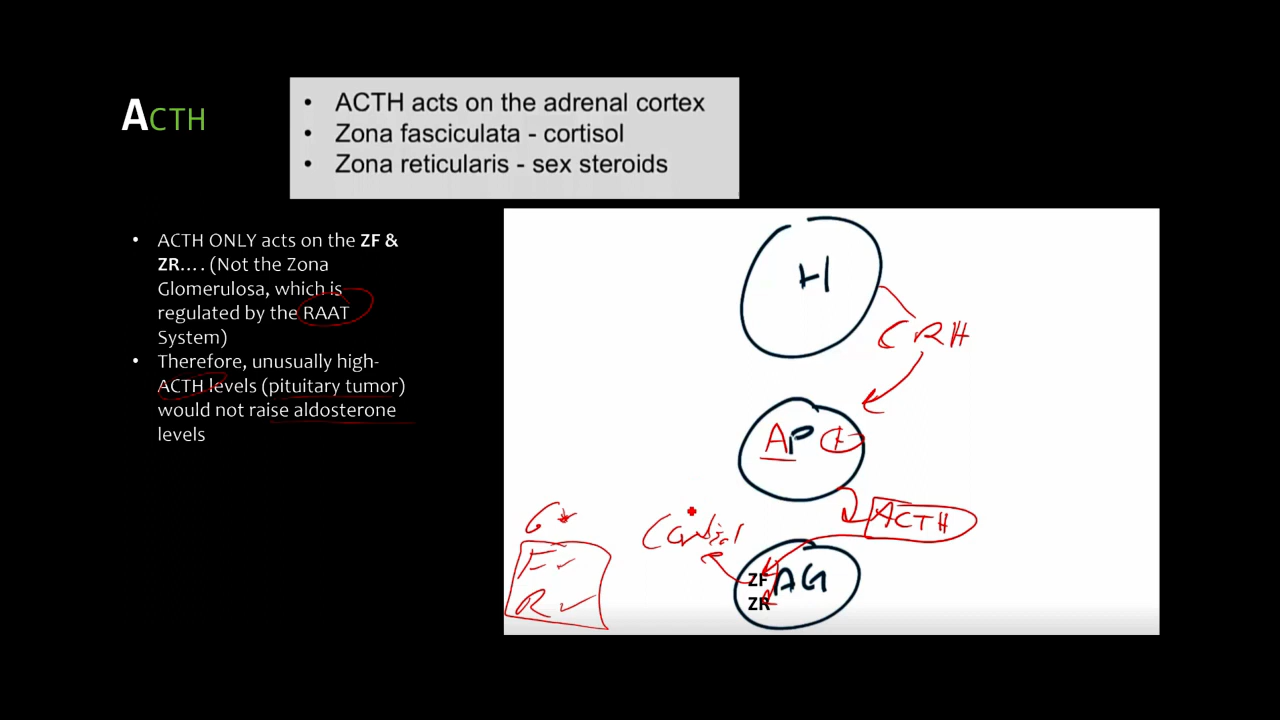 ACTH
• ACTH acts on the adrenal cortex
• Zona fasciculata - cortisol
• Zona reticularis - sex steroids
• ACTH ONLY acts on the ZF &
ZR.... (Not the Zona
Glomerulosa, which is
regulated by the RAAT
System)
• Therefore, unusually high-
ACTH levels (pituitary tumor)
would not raise aldosterone
levels
H
CRH
AP
ACTH
G
F
R
Cortisol
ZF AG
ZR